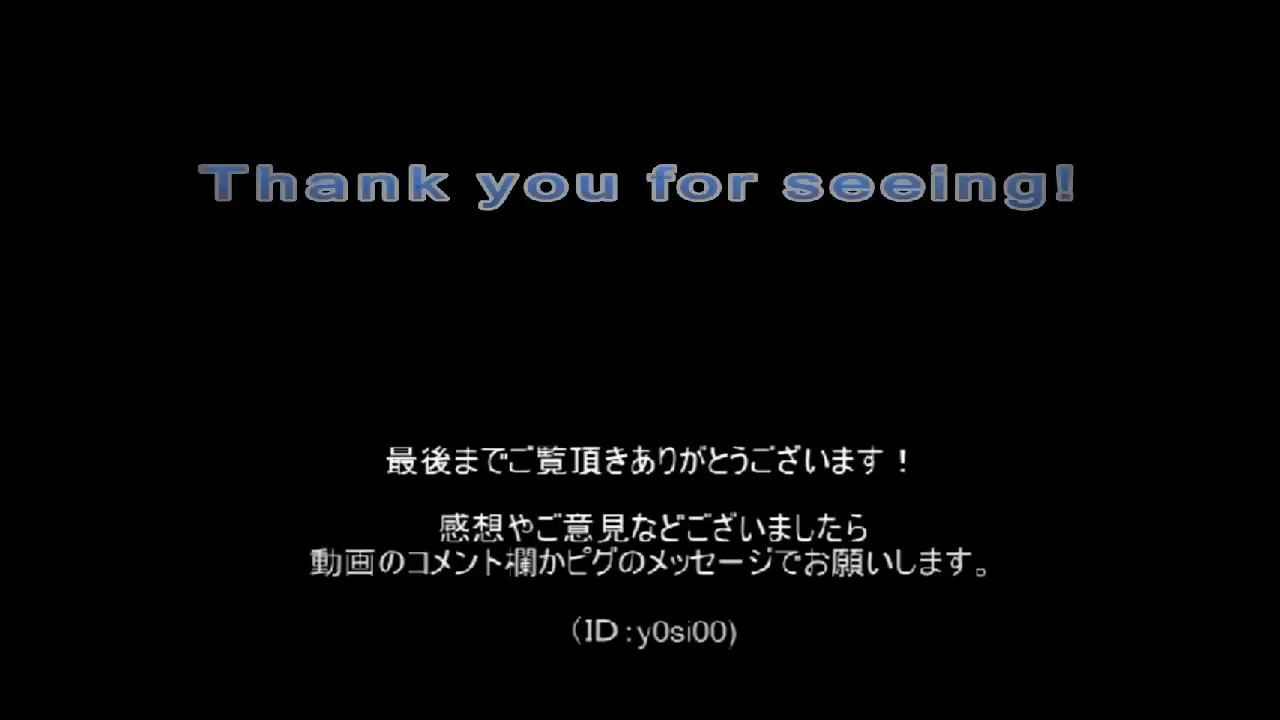 Thank you for seeing!
最後までご覧頂きありがとうございます！
感想やご意見などございましたら
動画のコメント欄かピグのメッセージでお願いします。
（ID：y0si00)